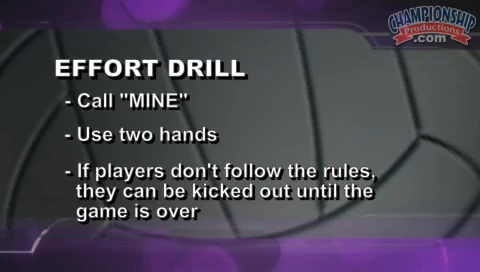 CHAMPIONSHIP
Productions
.com
EFFORT DRILL
- Call "MINE"
- Use two hands
- If players don't follow the rules,
they can be kicked out until the
game is over